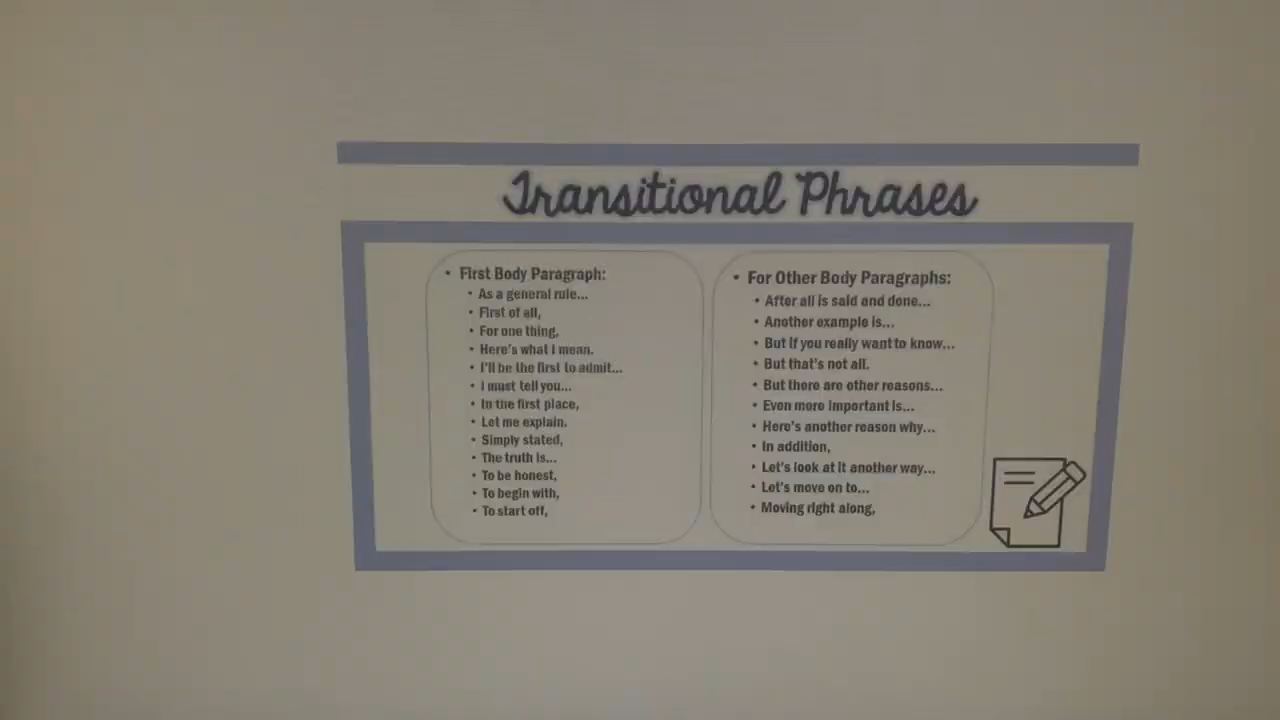 Transitional Phrases
• First Body Paragraph:
• As a general rule...
• First of all,
• For one thing,
• Here's what I mean.
• I'll be the first to admit...
• I must tell you...
• In the first place,
• Let me explain.
• Simply stated,
• The truth is...
• To be honest,
• To begin with,
• To start off,
• For Other Body Paragraphs:
• After all is said and done...
• Another example is...
• But if you really want to know...
• But that's not all.
• But there are other reasons...
• Even more important is...
• Here's another reason why...
• In addition,
• Let's look at it another way...
• Let's move on to...
• Moving right along,